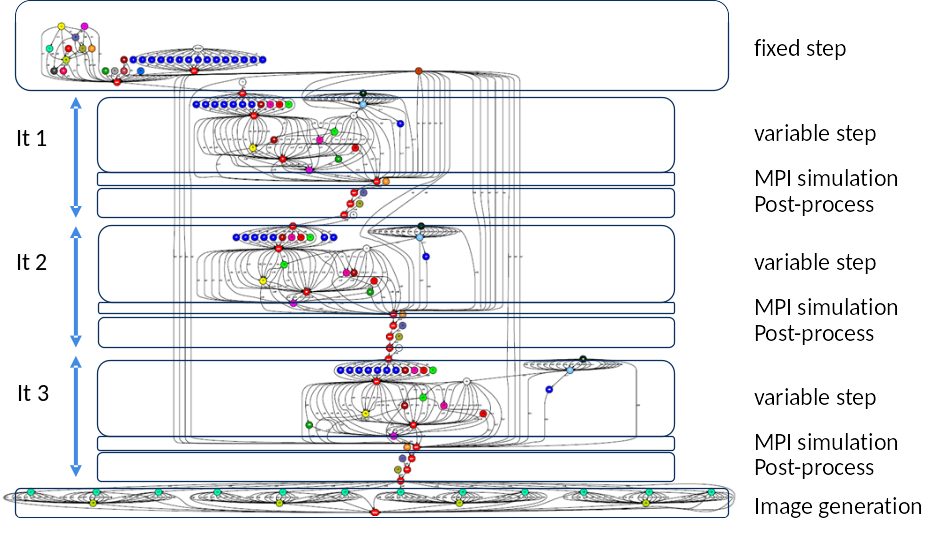 fixed step
It 1
variable step
MPI simulation
Post-process
It 2
variable step
MPI simulation
Post-process
It 3
variable step
MPI simulation
Post-process
Image generation